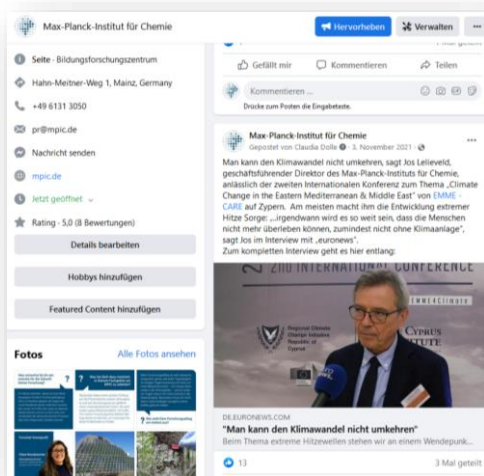 Max-Planck-Institut für Chemie
Hervorheben
Verwalten
Seite · Bildungsforschungszentrum
Hahn-Meitner-Weg 1, Mainz, Germany
+49 6131 3050
pr@mpic.de
Nachricht senden
mpic.de
Jetzt geöffnet
Rating · 5,0 (8 Bewertungen)
Details bearbeiten
Hobbys hinzufügen
Featured Content hinzufügen
Fotos
Alle Fotos ansehen
Gefällt mir
Kommentieren
Teilen
Kommentieren ...
Drücke zum Posten die Eingabetaste.
Max-Planck-Institut für Chemie
Gepostet von Claudia Dolle · 3. November 2021 ·
Man kann den Klimawandel nicht umkehren, sagt Jos Lelieveld,
geschäftsführender Direktor des Max-Planck-Instituts für Chemie,
anlässlich der zweiten Internationalen Konferenz zum Thema „Climate
Change in the Eastern Mediterranean & Middle East" von EMME -
CARE auf Zypern. Am meisten macht ihm die Entwicklung extremer
Hitze Sorge: „irgendwann wird es so weit sein, dass die Menschen
nicht mehr überleben können, zumindest nicht ohne Klimaanlage",
sagt Jos im Interview mit „euronews".
Zum kompletten Interview geht es hier entlang:
2ND INTERNATIONAL CONFERENCE
Regional Climate
Change Initiative
Republic of
Cyprus
CYPRUS
DE.EURONEWS.COM
"Man kann den Klimawandel nicht umkehren"
Beim Thema extreme Hitzewellen stehen wir an einem Wendepunk...
13
3 Mal geteilt